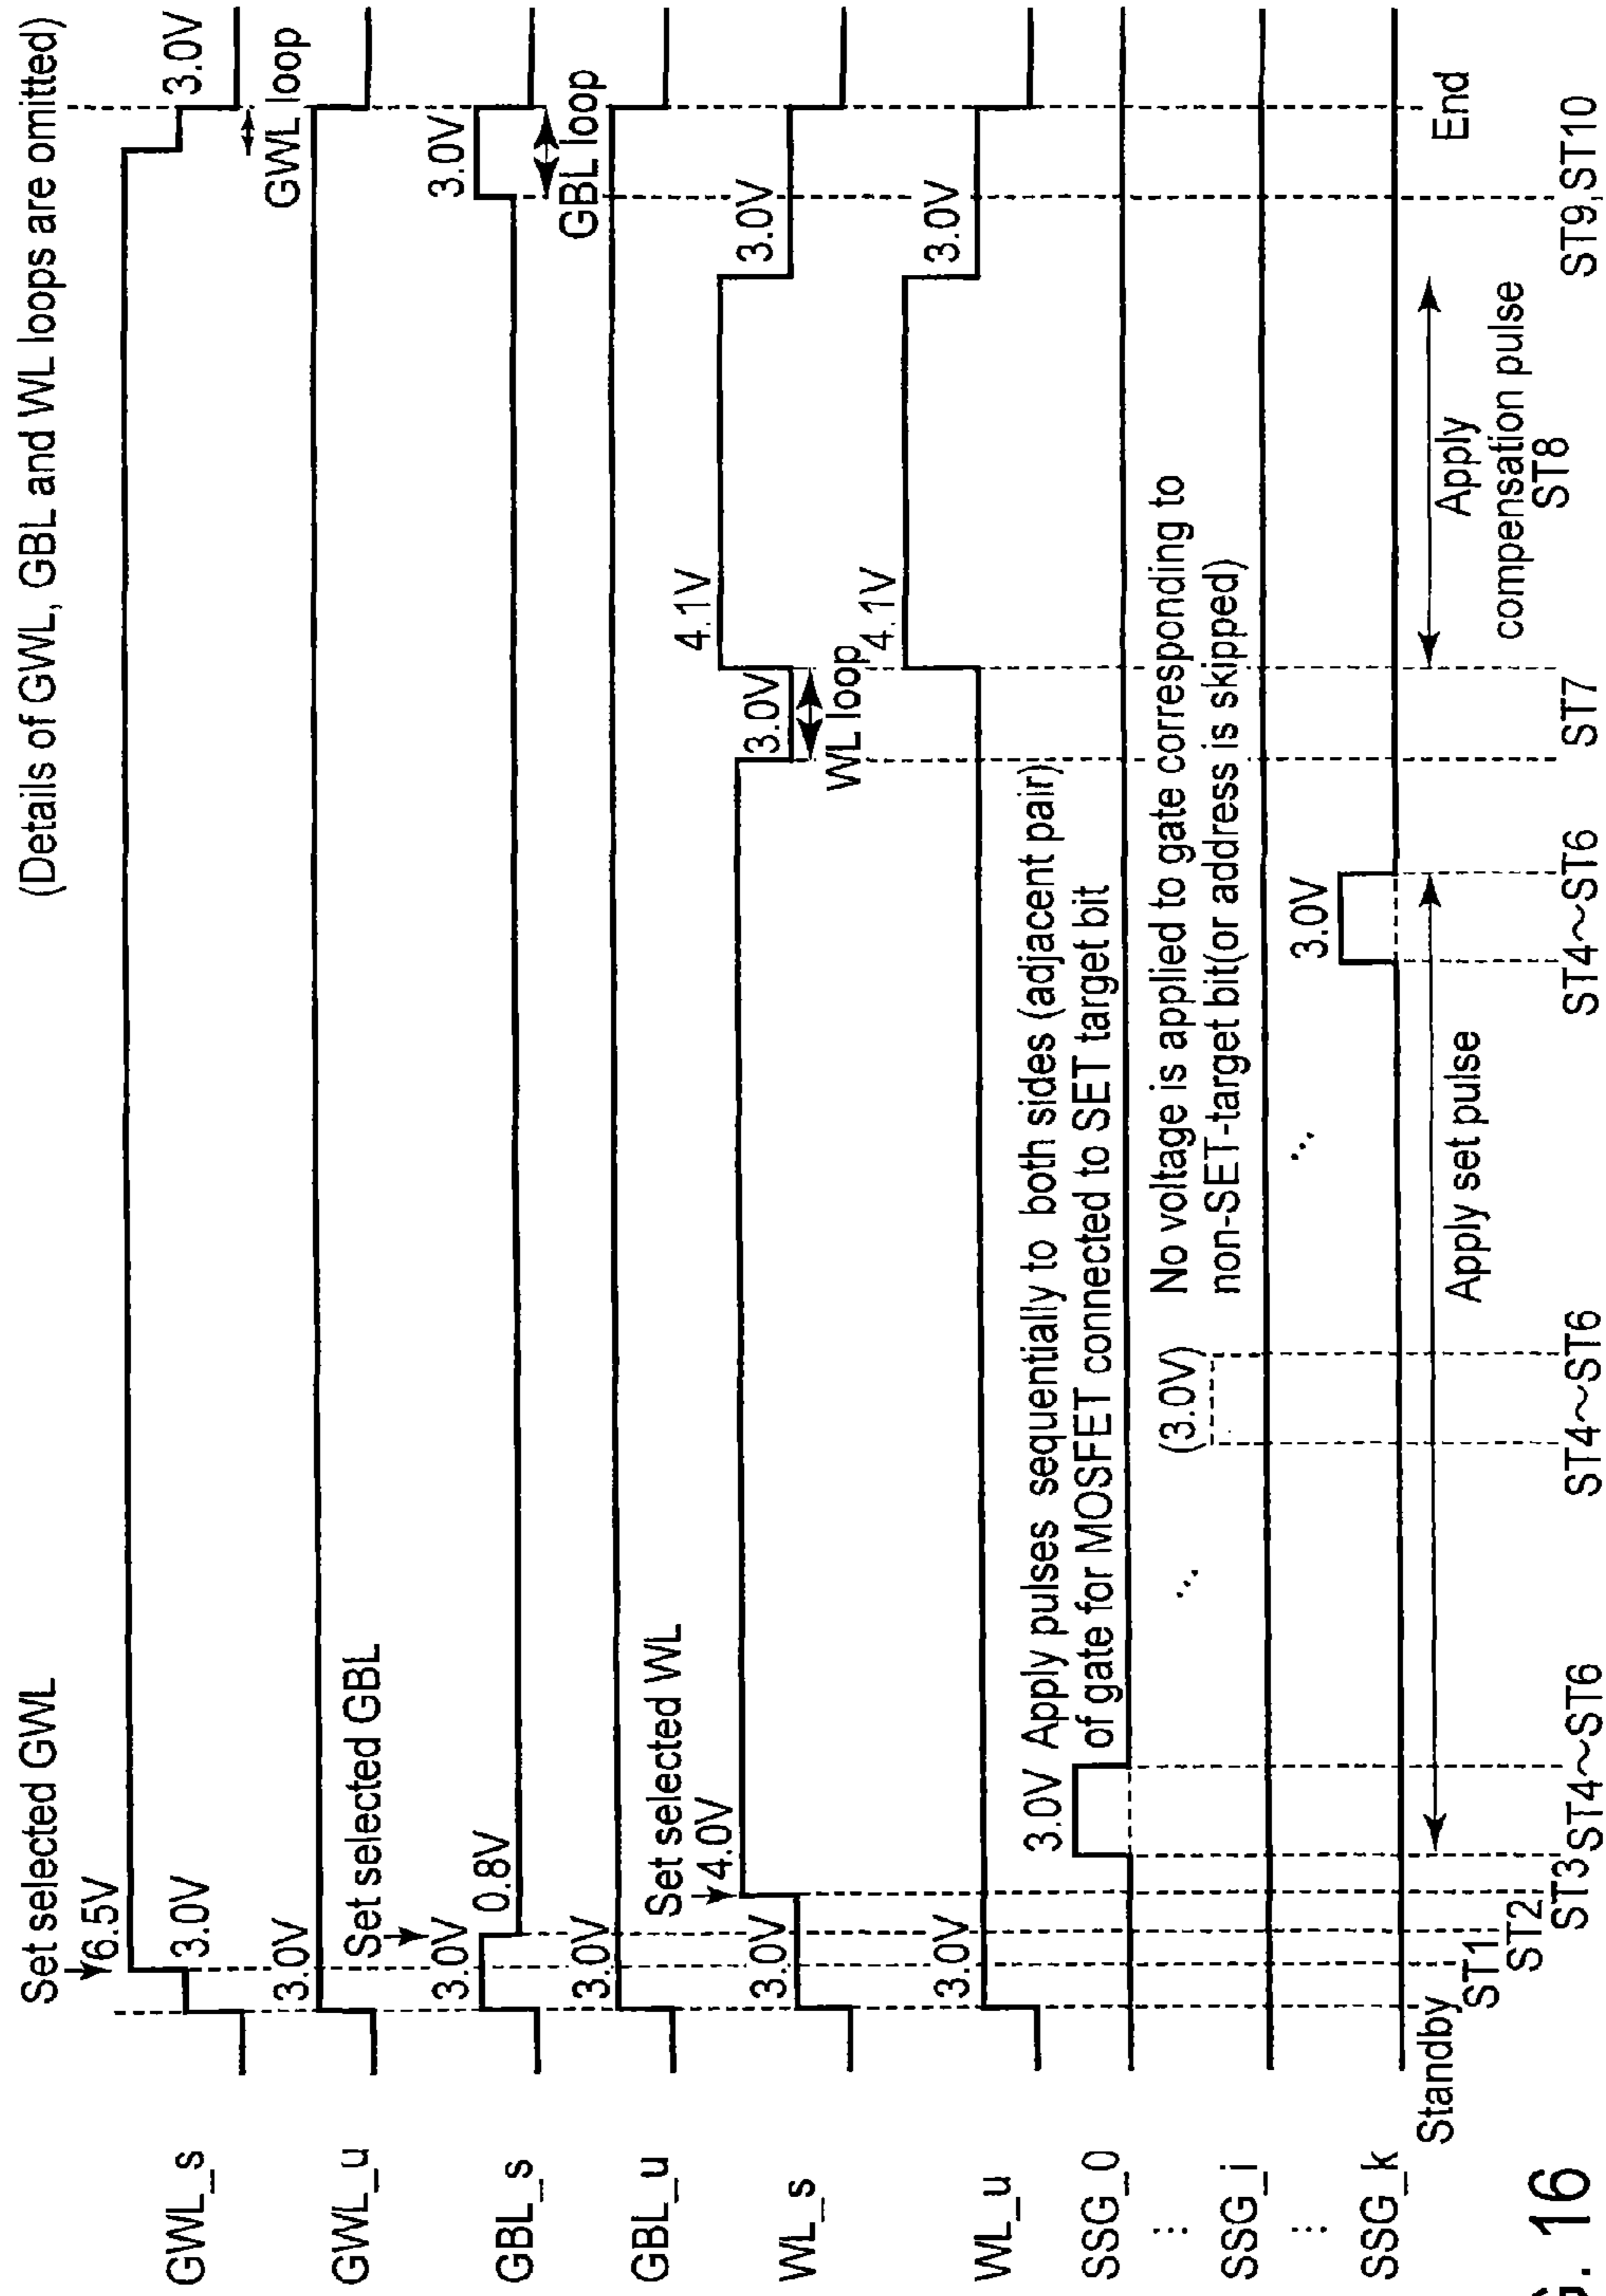 (Details of GWL, GBL and WL loops are omitted)
Set selected GWL
GWL_s
6.5V
3.0V
3.0V
GWL loop
GWL_u
3.0V
Set selected GBL
GBL_s
3.0V
0.8V
3.0V
GBL loop
GBL_u
3.0V
Set selected WL
WL_s
3.0V
4.0V
3.0V
WL loop
4.1V
3.0V
WL_u
3.0V
4.1V
3.0V
SSG_0
3.0V
Apply pulses sequentially to both sides (adjacent pair)
of gate for MOSFET connected to SET target bit
⋮
...
SSG_i
(3.0V)
No voltage is applied to gate corresponding to
non-SET-target bit(or address is skipped)
⋮
...
SSG_k
3.0V
Standby
Apply set pulse
Apply
compensation pulse
ST8
End
ST1
ST2
ST3
ST4~ST6
ST4~ST6
ST4~ST6
ST7
ST9,ST10
G. 16